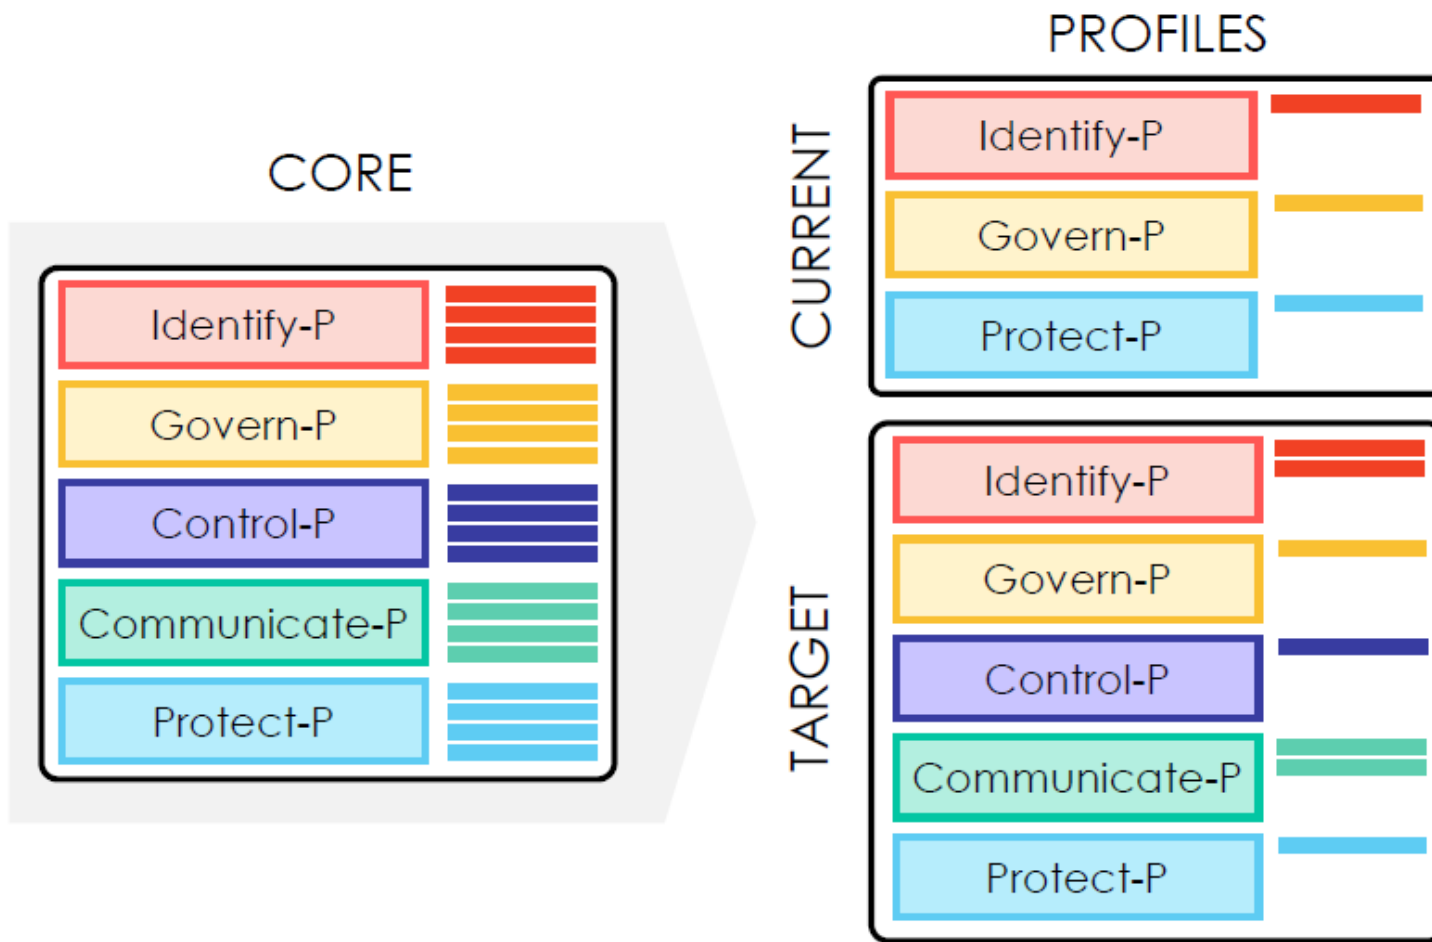 CORE
Identify-P
Govern-P
Control-P
Communicate-P
Protect-P
PROFILES
CURRENT
Identify-P
Govern-P
Protect-P
TARGET
Identify-P
Govern-P
Control-P
Communicate-P
Protect-P